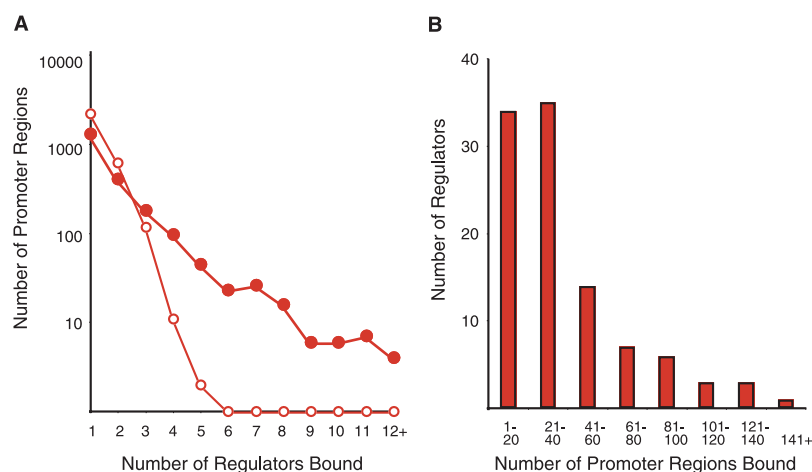 A
Number of Promoter Regions
10000
1000
100
10
1 2 3 4 5 6 7 8 9 10 11 12+
Number of Regulators Bound
B
Number of Regulators
40
30
20
10
1- 21- 41- 61- 81- 101- 121-
20 40 60 80 100 120 140 141+
Number of Promoter Regions Bound